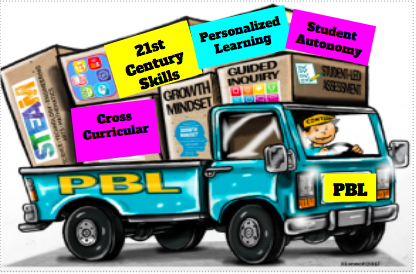 21st
Century
Skills
Personalized
Learning
Student
Autonomy
STEAM
Cross
Curricular
GROWTH
MINDSET
GUIDED
INQUIRY
STUDENT-LED
ASSESSMENT
PBL
PBL